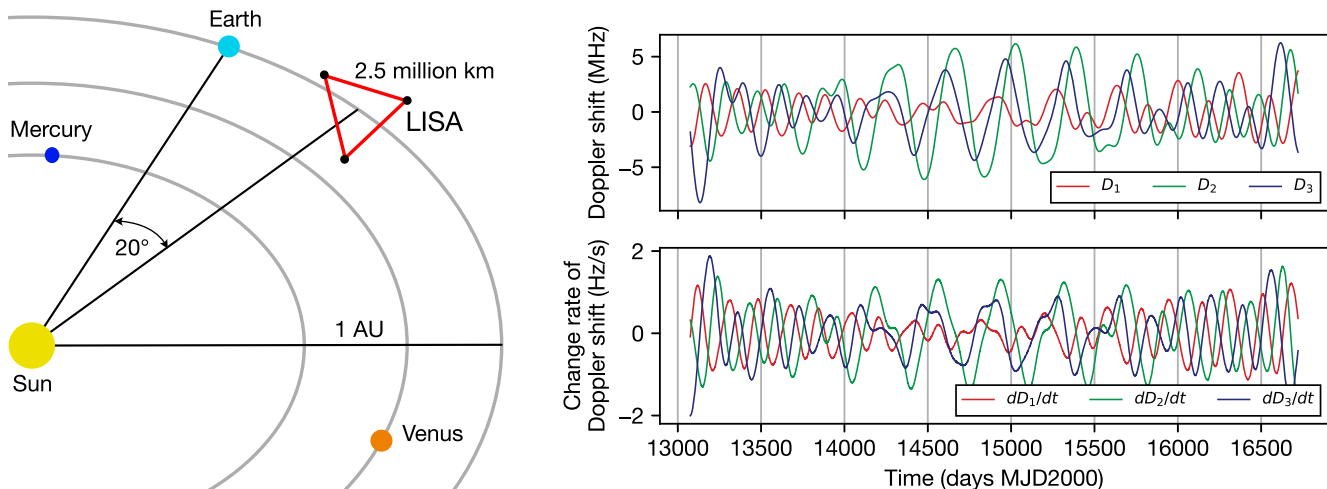 Earth
2.5 million km
LISA
Mercury
20°
1 AU
Sun
Venus
Doppler shift (MHz)
5
0
−5
D₁ D₂ D₃
Change rate of
Doppler shift (Hz/s)
2
0
−2
dD₁/dt dD₂/dt dD₃/dt
13000 13500 14000 14500 15000 15500 16000 16500
Time (days MJD2000)